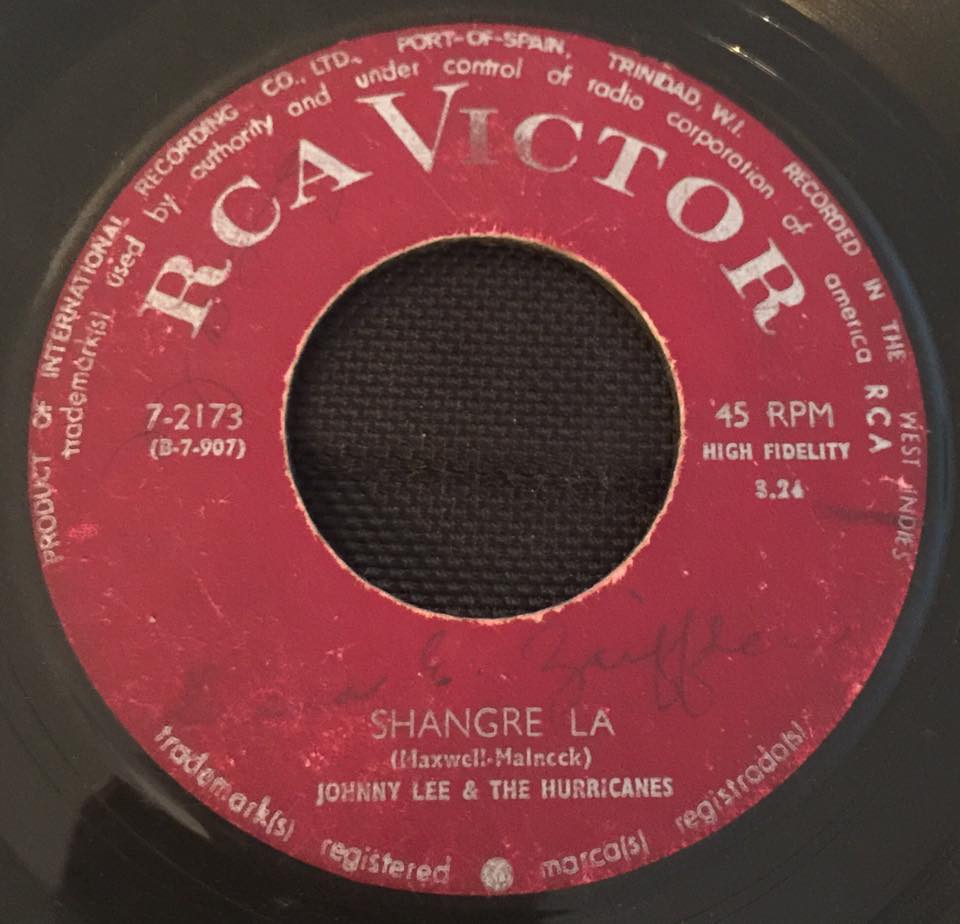 PRODUCT OF INTERNATIONAL RECORDING CO., LTD., PORT-OF-SPAIN, TRINIDAD, W.I. RECORDED IN THE WEST INDIES
trademark(s) used by authority and under control of radio corporation of america RCA
RCA VICTOR
7-2173
(B-7-907)
45 RPM
HIGH FIDELITY
3.24
E.
SHANGRE LA
(Maxwell-Malneck)
JOHNNY LEE & THE HURRICANES
trademark(s) registered marca(s) registrada(s)